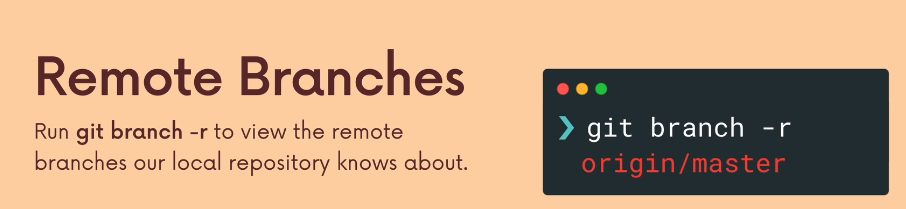 Remote Branches
Run git branch -r to view the remote
branches our local repository knows about.
❯ git branch -r
origin/master